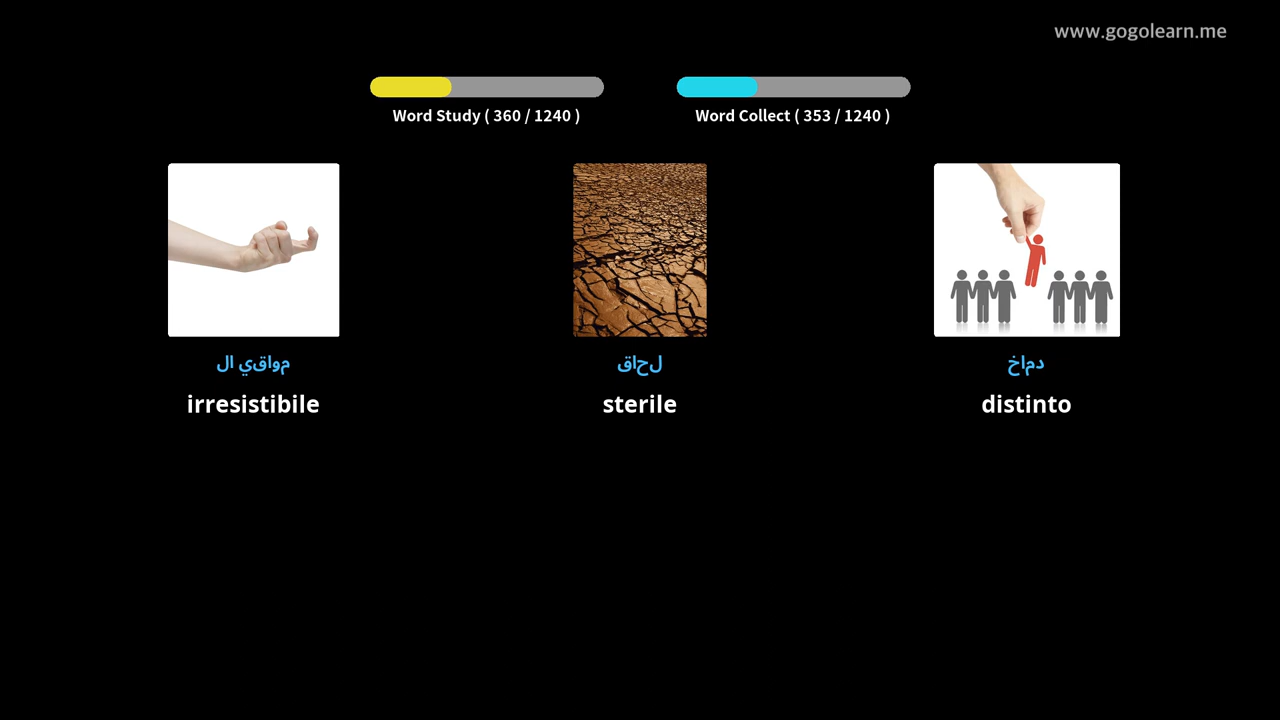 www.gogolearn.me
Word Study ( 360 / 1240 )
Word Collect ( 353 / 1240 )
مواقي ال
irresistibile
لحاق
sterile
دماخ
distinto